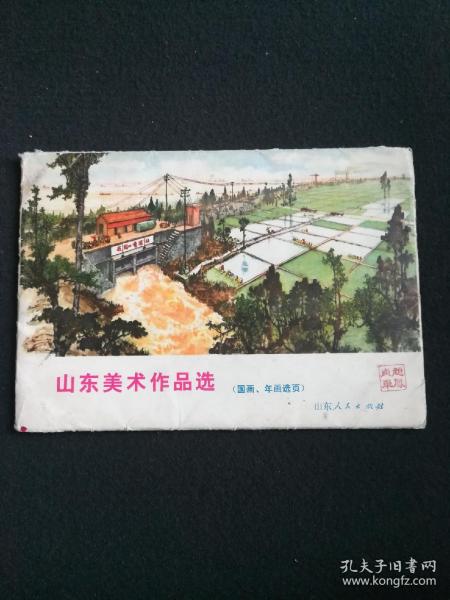 山东美术作品选
(国画、年画选页)
山东人民出版社
孔夫子旧书网
www.kongfz.com